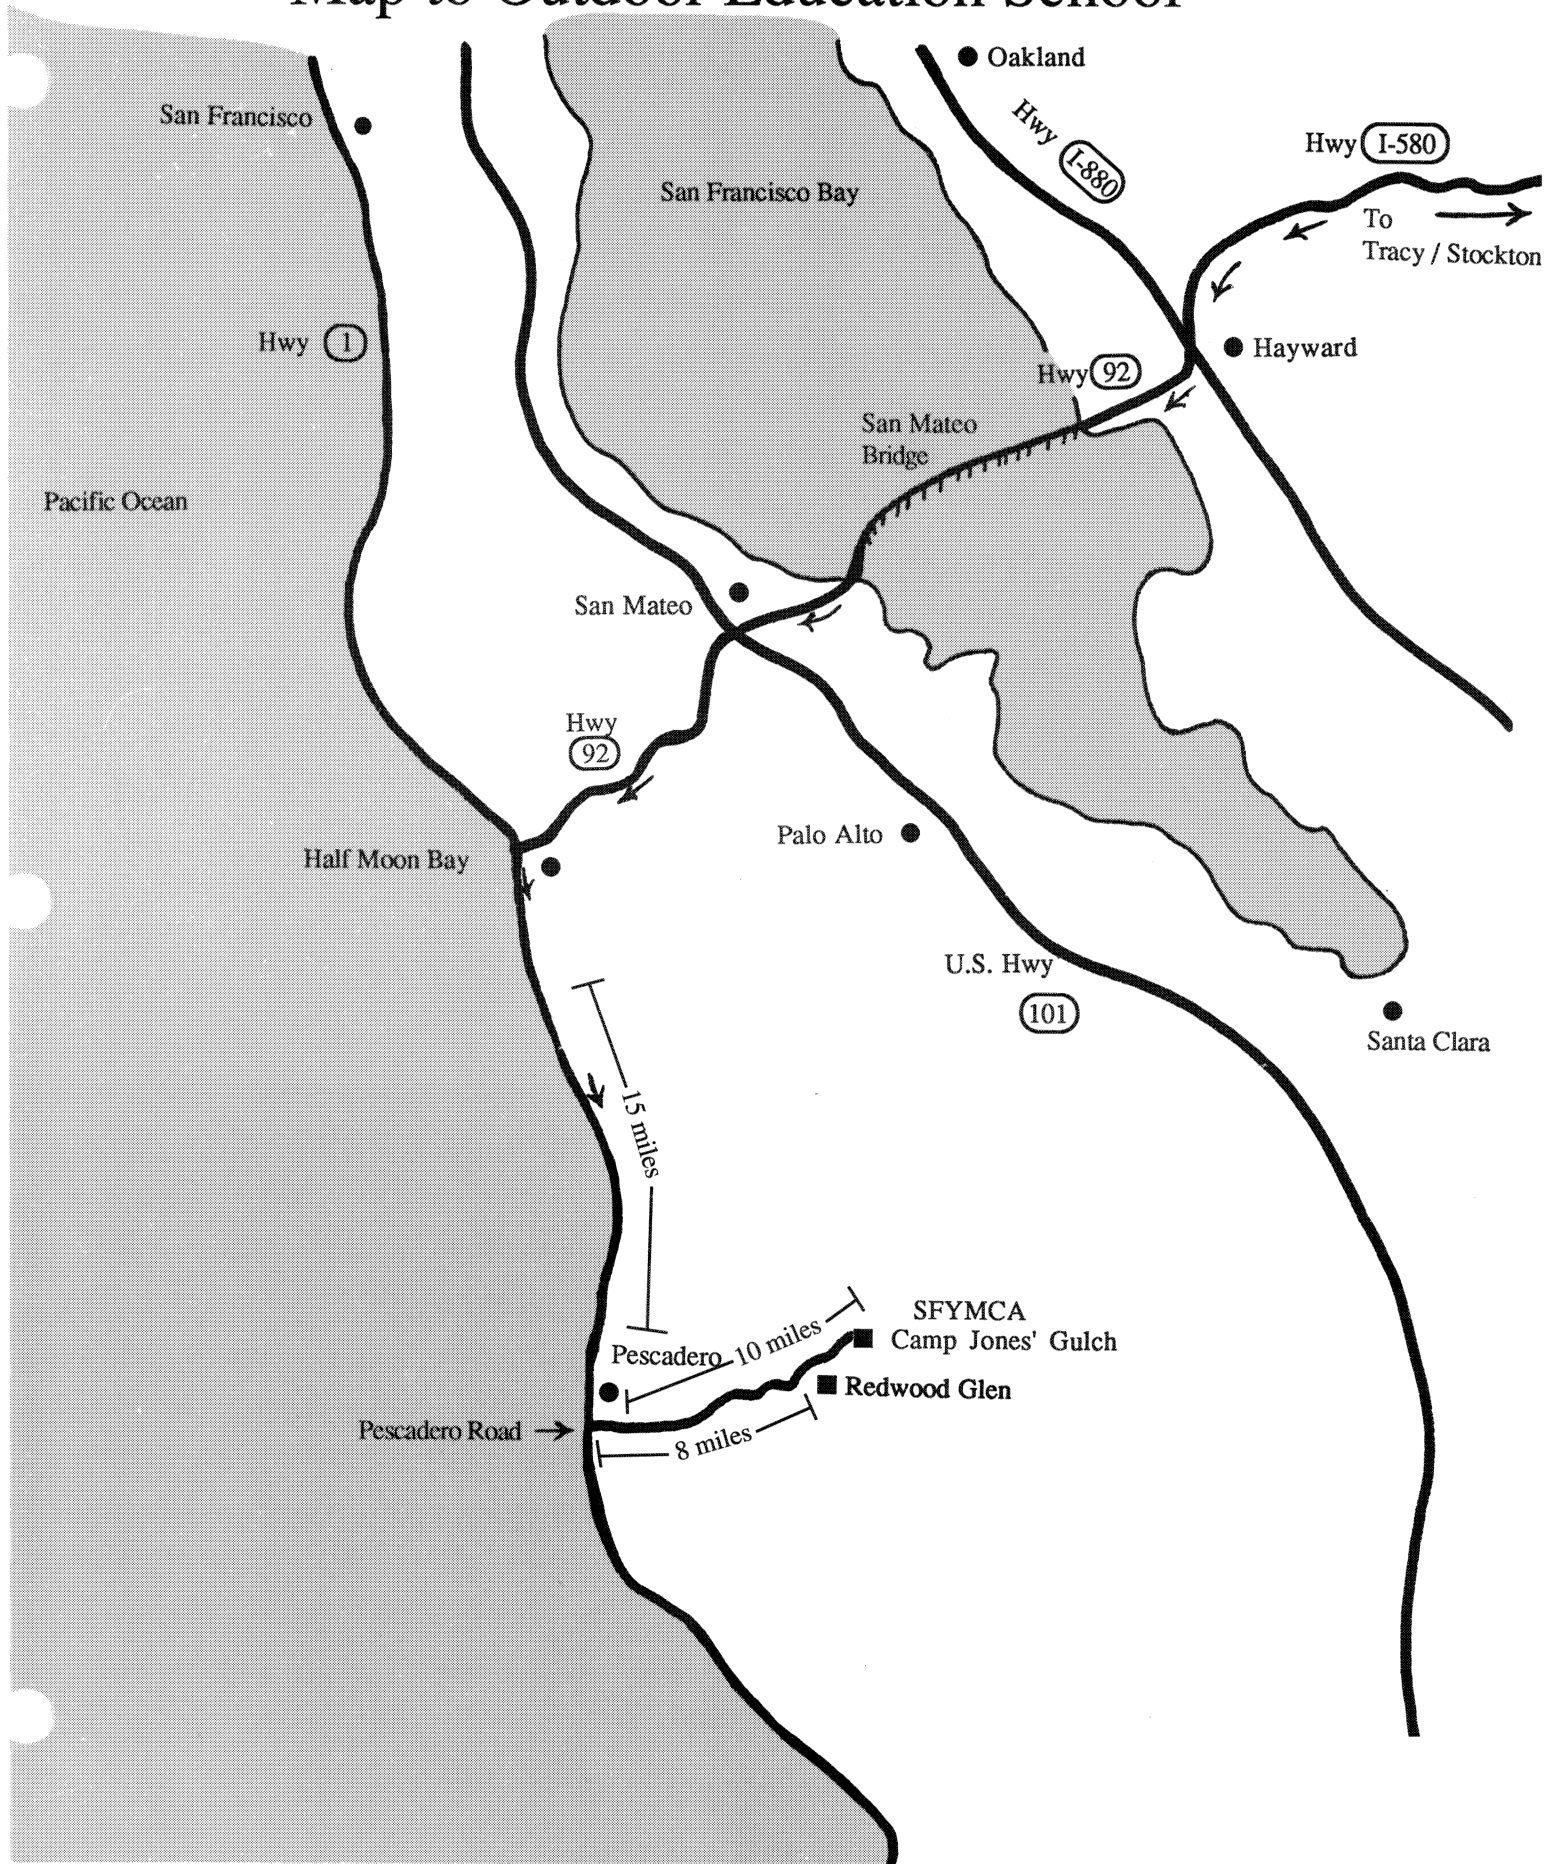 Map to Outdoor Education School
Oakland
San Francisco
Hwy I-880
Hwy I-580
San Francisco Bay
To
Tracy / Stockton
Hwy 1
Hayward
Hwy 92
San Mateo
Bridge
Pacific Ocean
San Mateo
Hwy
92
Palo Alto
Half Moon Bay
U.S. Hwy
101
Santa Clara
15 miles
SFYMCA
Camp Jones' Gulch
10 miles
Pescadero
Redwood Glen
Pescadero Road
8 miles